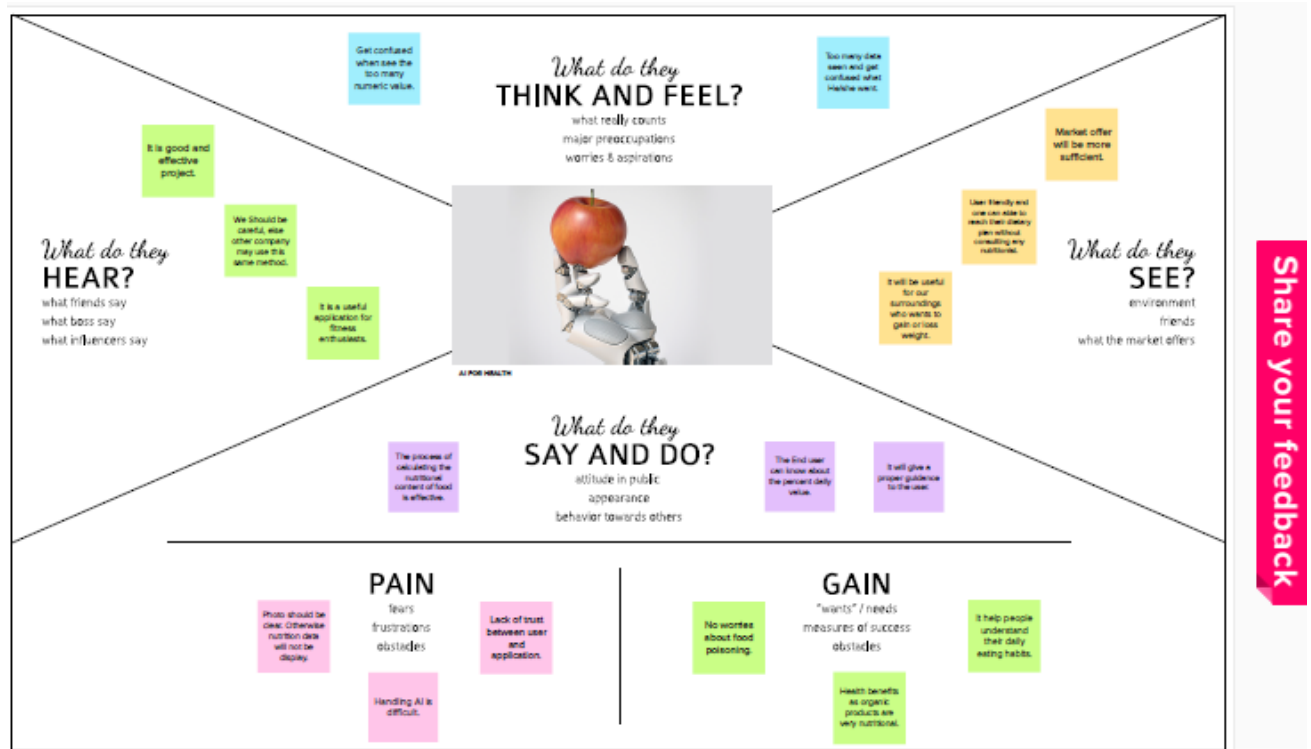 Get confused
when see the
too many
numeric value.
What do they
THINK AND FEEL?
what really counts
major preoccupations
worries & aspirations
Too many data
seen and get
confused what
He/she want.
It is good and
effective
project.
We Should be
careful, else
other company
may use this
same method.
It is a useful
application for
fitness
enthusiasts.
What do they
HEAR?
what friends say
what boss say
what influencers say
Market offer
will be more
sufficient.
User friendly and
one can able to
reach their dietary
plan without
consulting any
nutritionist.
It will be useful
for our
surroundings
who wants to
gain or loss
weight.
What do they
SEE?
environment
friends
what the market offers
AI FOR HEALTH
What do they
SAY AND DO?
attitude in public
appearance
behavior towards others
The process of
calculating the
nutritional
content of food
is effective.
The End user
can know about
the percent daily
value.
It will give a
proper guidence
to the user.
PAIN
fears
frustrations
obstacles
Photo should be
clear. Otherwise
nutrition data
will not be
display.
Lack of trust
between user
and
application.
Handling AI is
difficult.
GAIN
"wants" / needs
measures of success
obstacles
No worries
about food
poisoning.
It help people
understand
their daily
eating habits.
Health benefits
as organic
products are
very nutritional.
Share your feedback